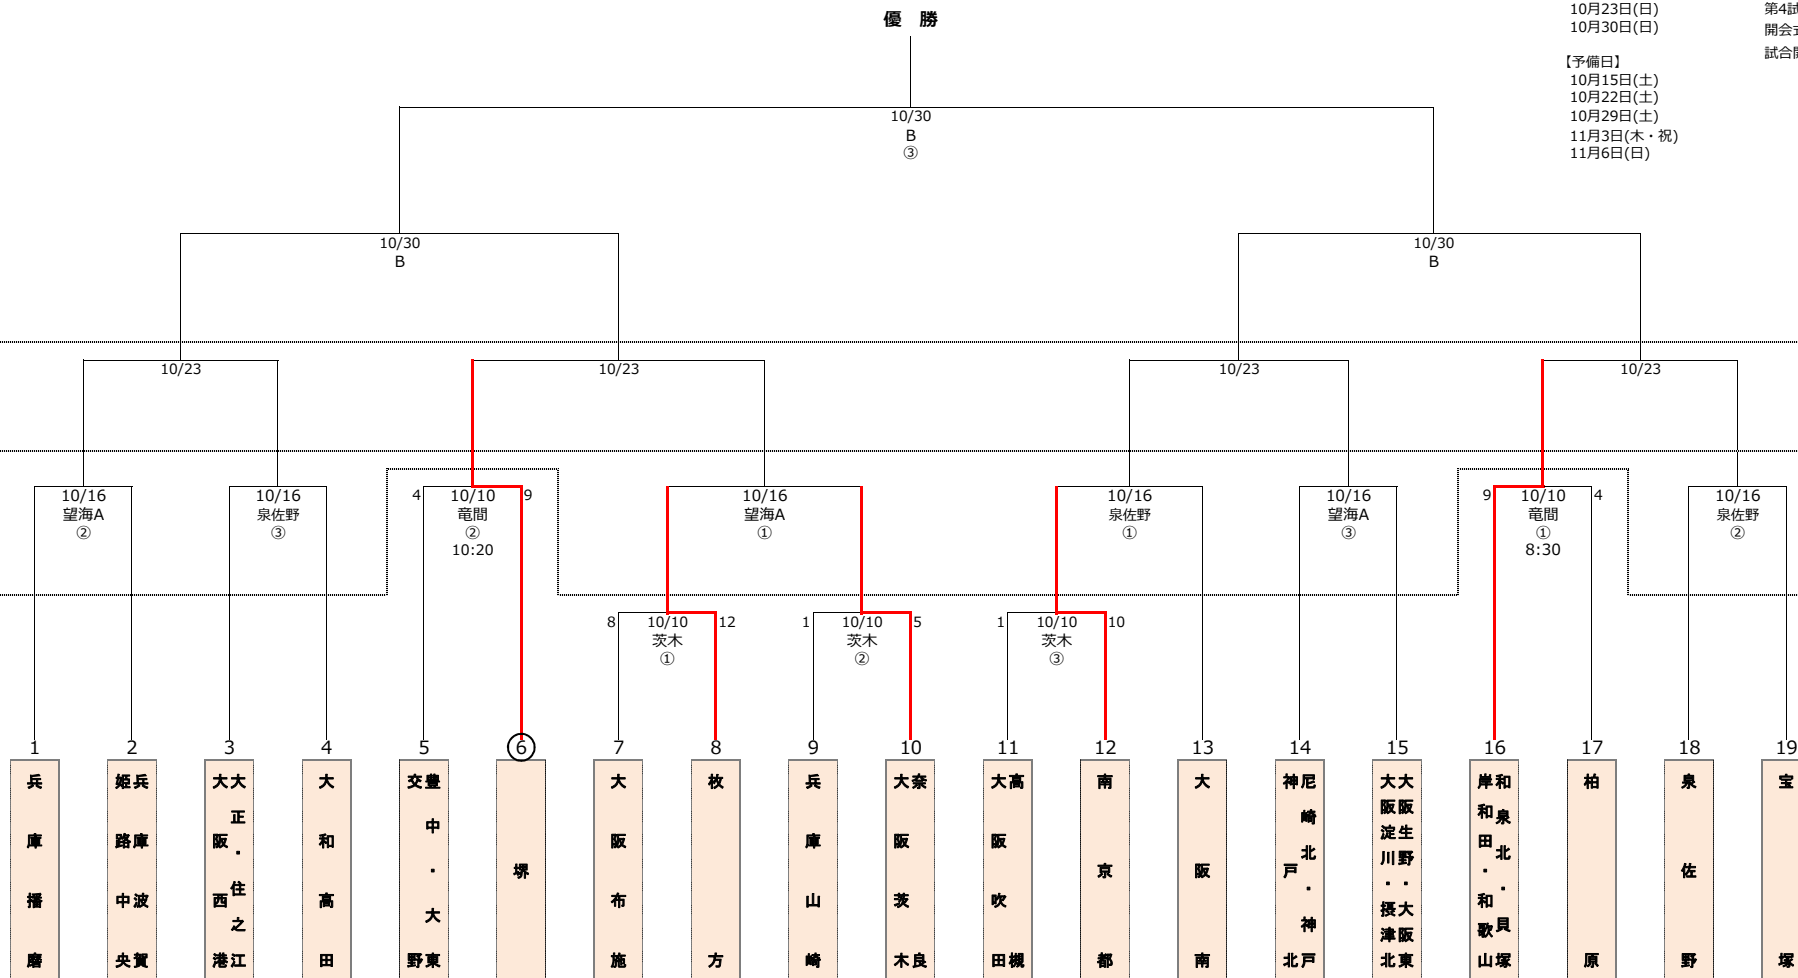 優 勝
10月23日(日)
10月30日(日)
【予備日】
10月15日(土)
10月22日(土)
10月29日(土)
11月3日(木・祝)
11月6日(日)
第4試
開会式
試合開
10/30
B
③
10/30
B
10/30
B
10/23
10/23
10/23
10/23
10/16
望海A
②
10/16
泉佐野
③
4 10/10 9
竜間
②
10:20
10/16
望海A
①
10/16
泉佐野
①
10/16
望海A
③
9 10/10 4
竜間
①
8:30
10/16
泉佐野
②
8 10/10 12
茨木
①
1 10/10 5
茨木
②
1 10/10 10
茨木
③
1 2 3 4 5 ⑥ 7 8 9 10 11 12 13 14 15 16 17 18 19
兵庫播磨
兵庫波賀
姫路中央
大正・住之江
大阪西港
大和高田
豊中・大東
交野
堺
大阪布施
枚方
兵庫山崎
奈良
大阪茨木
高槻
大阪吹田
南京都
大阪南
尼崎北・神戸
神戸北
大阪生野・大阪東
大阪淀川・摂津北
和泉北・貝塚
岸和田・和歌山
柏原
泉佐野
宝塚